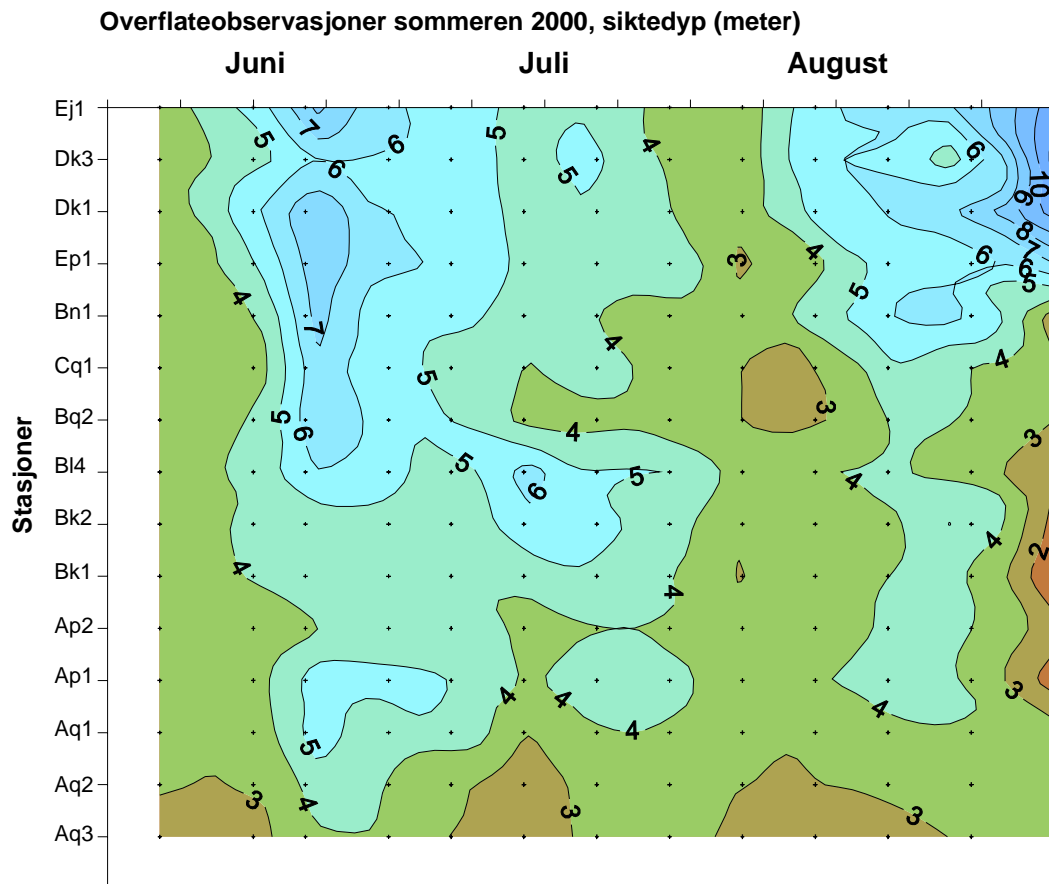 Overflateobservasjoner sommeren 2000, siktedyp (meter)
Juni Juli August
Stasjoner
Ej1
Dk3
Dk1
Ep1
Bn1
Cq1
Bq2
Bl4
Bk2
Bk1
Ap2
Ap1
Aq1
Aq2
Aq3
7 5 6 5 4 6
6 5 10
9
8
3 4 6 7
6
4 5 5
7 4
5 4
5 6 4 3 3
5 5
6 4
4 2
4 4
4 4 3
4 4
5
3 4 3 3